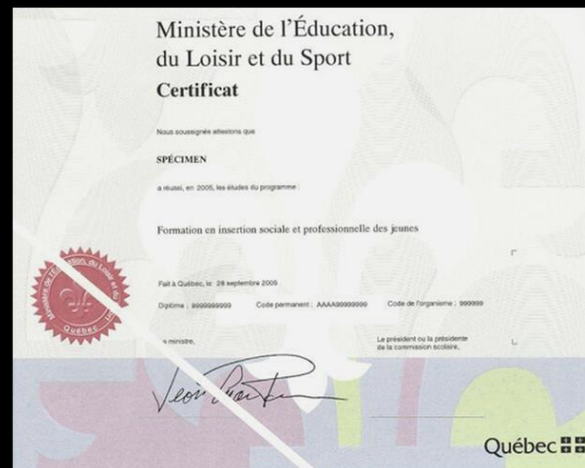 Ministère de l'Éducation,
du Loisir et du Sport
Certificat
Nous soussignés attestons que
SPÉCIMEN
a réussi, en 2005, les études du programme :
Formation en insertion sociale et professionnelle des jeunes
Fait à Québec, le 28 septembre 2005
Diplôme : 9999999999 Code permanent : AAAA99999999 Code de l'organisme : 999999
ministre,
Le président ou la présidente
de la commission scolaire,
Québec
Québec